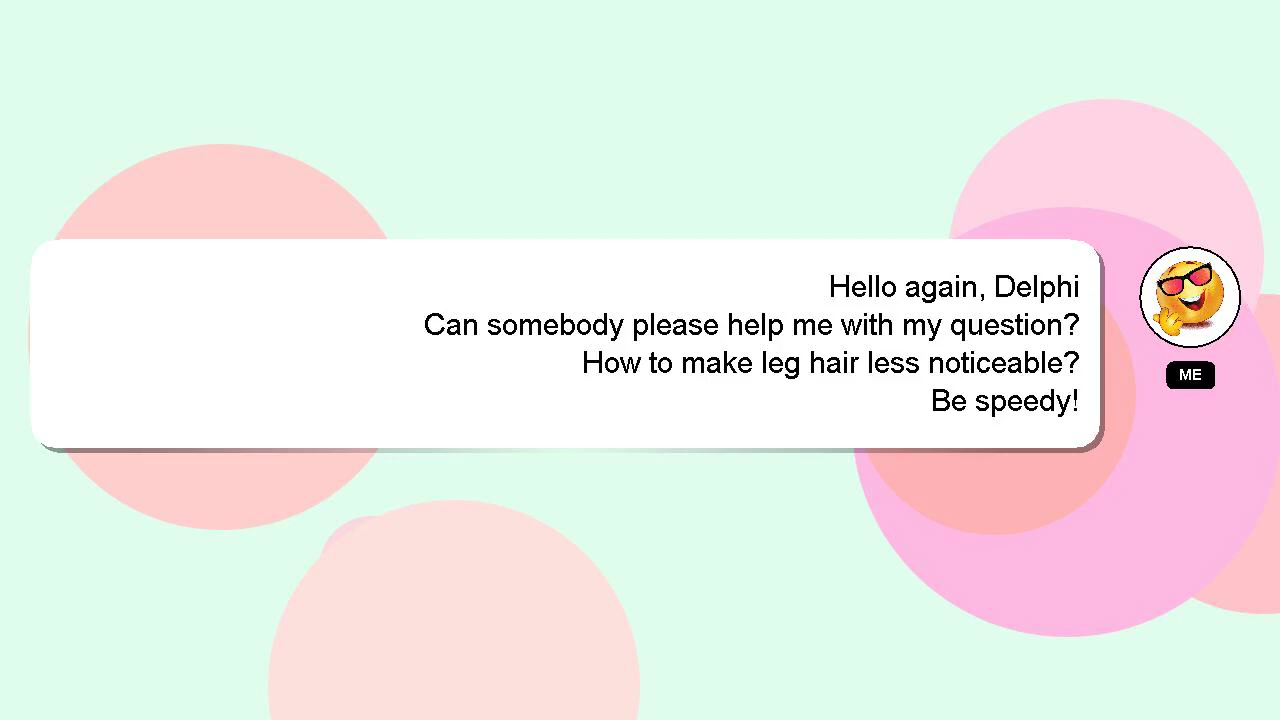 Hello again, Delphi
Can somebody please help me with my question?
How to make leg hair less noticeable?
Be speedy!
ME